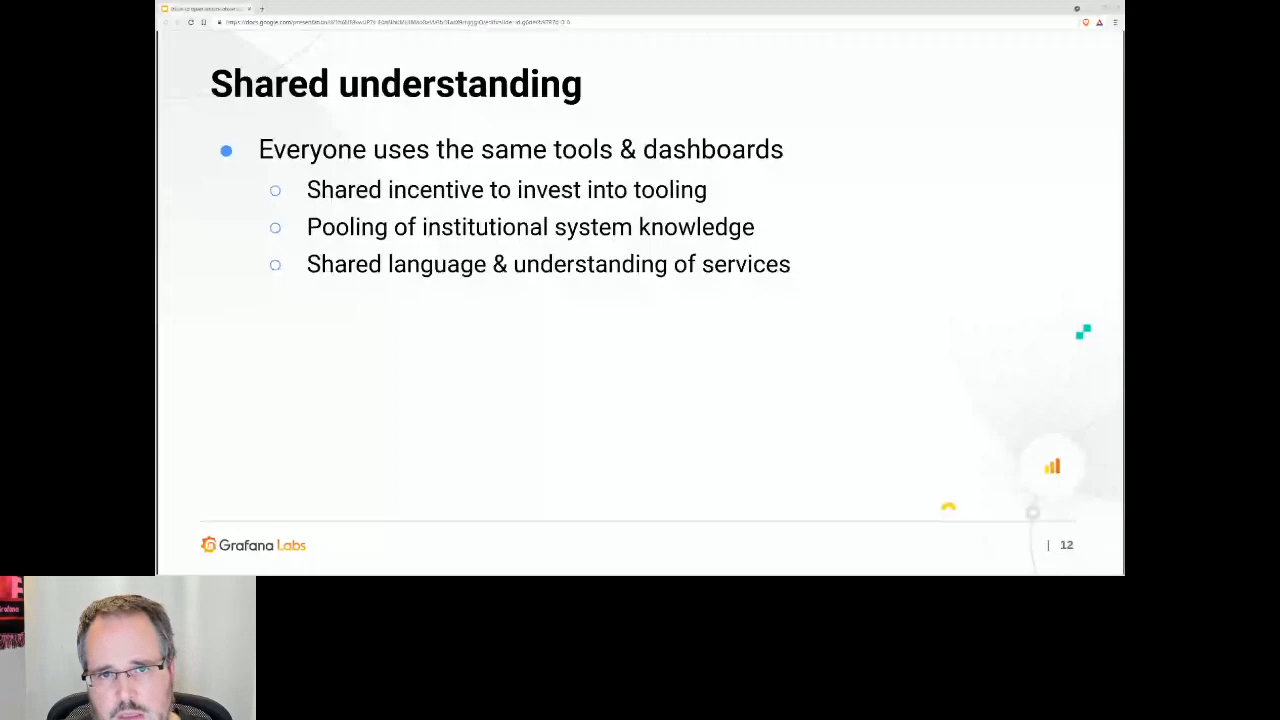 Shared understanding
Everyone uses the same tools & dashboards
Shared incentive to invest into tooling
Pooling of institutional system knowledge
Shared language & understanding of services
Grafana Labs
| 12
Grafana